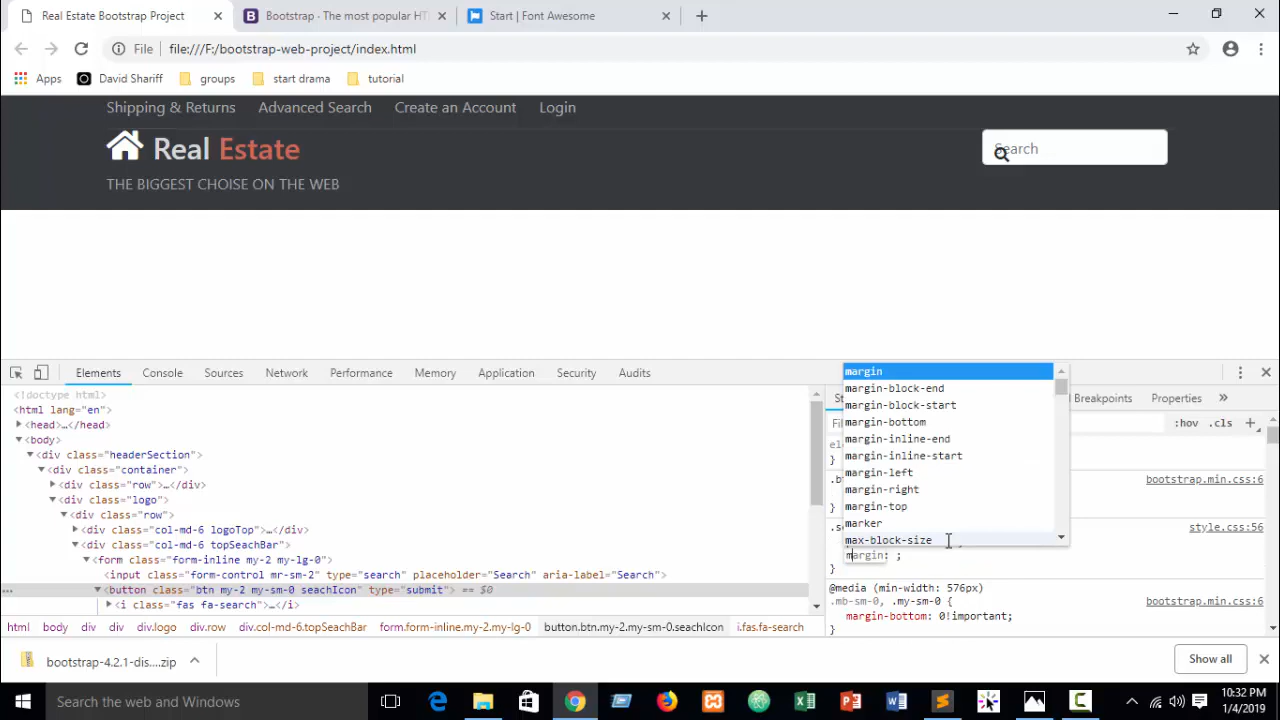 Real Estate Bootstrap Project
Bootstrap · The most popular HT
Start | Font Awesome
File
file:///F:/bootstrap-web-project/index.html
Apps
David Shariff
groups
start drama
tutorial
Shipping & Returns
Advanced Search
Create an Account
Login
Real Estate
Search
THE BIGGEST CHOISE ON THE WEB
Elements
Console
Sources
Network
Performance
Memory
Application
Security
Audits
<!doctype html>
<html lang="en">
<head>…</head>
<body>
<div class="headerSection">
<div class="container">
<div class="row">…</div>
<div class="logo">
<div class="row">
<div class="col-md-6 logoTop">…</div>
<div class="col-md-6 topSeachBar">
<form class="form-inline my-2 my-lg-0">
<input class="form-control mr-sm-2" type="search" placeholder="Search" aria-label="Search">
... <button class="btn my-2 my-sm-0 seachIcon" type="submit"> == $0
<i class="fas fa-search">…</i>
html body div div div.logo div.row div.col-md-6.topSeachBar form.form-inline.my-2.my-lg-0 button.btn.my-2.my-sm-0.seachIcon i.fas.fa-search
margin
margin-block-end
margin-block-start
margin-bottom
margin-inline-end
margin-inline-start
margin-left
margin-right
margin-top
marker
max-block-size
Breakpoints
Properties
»
:hov .cls +
}
bootstrap.min.css:6
}
style.css:56
margin: ;
}
@media (min-width: 576px)
.mb-sm-0, .my-sm-0 {
bootstrap.min.css:6
margin-bottom: 0!important;
}
bootstrap-4.2.1-dis....zip
Show all
Search the web and Windows
10:32 PM
1/4/2019